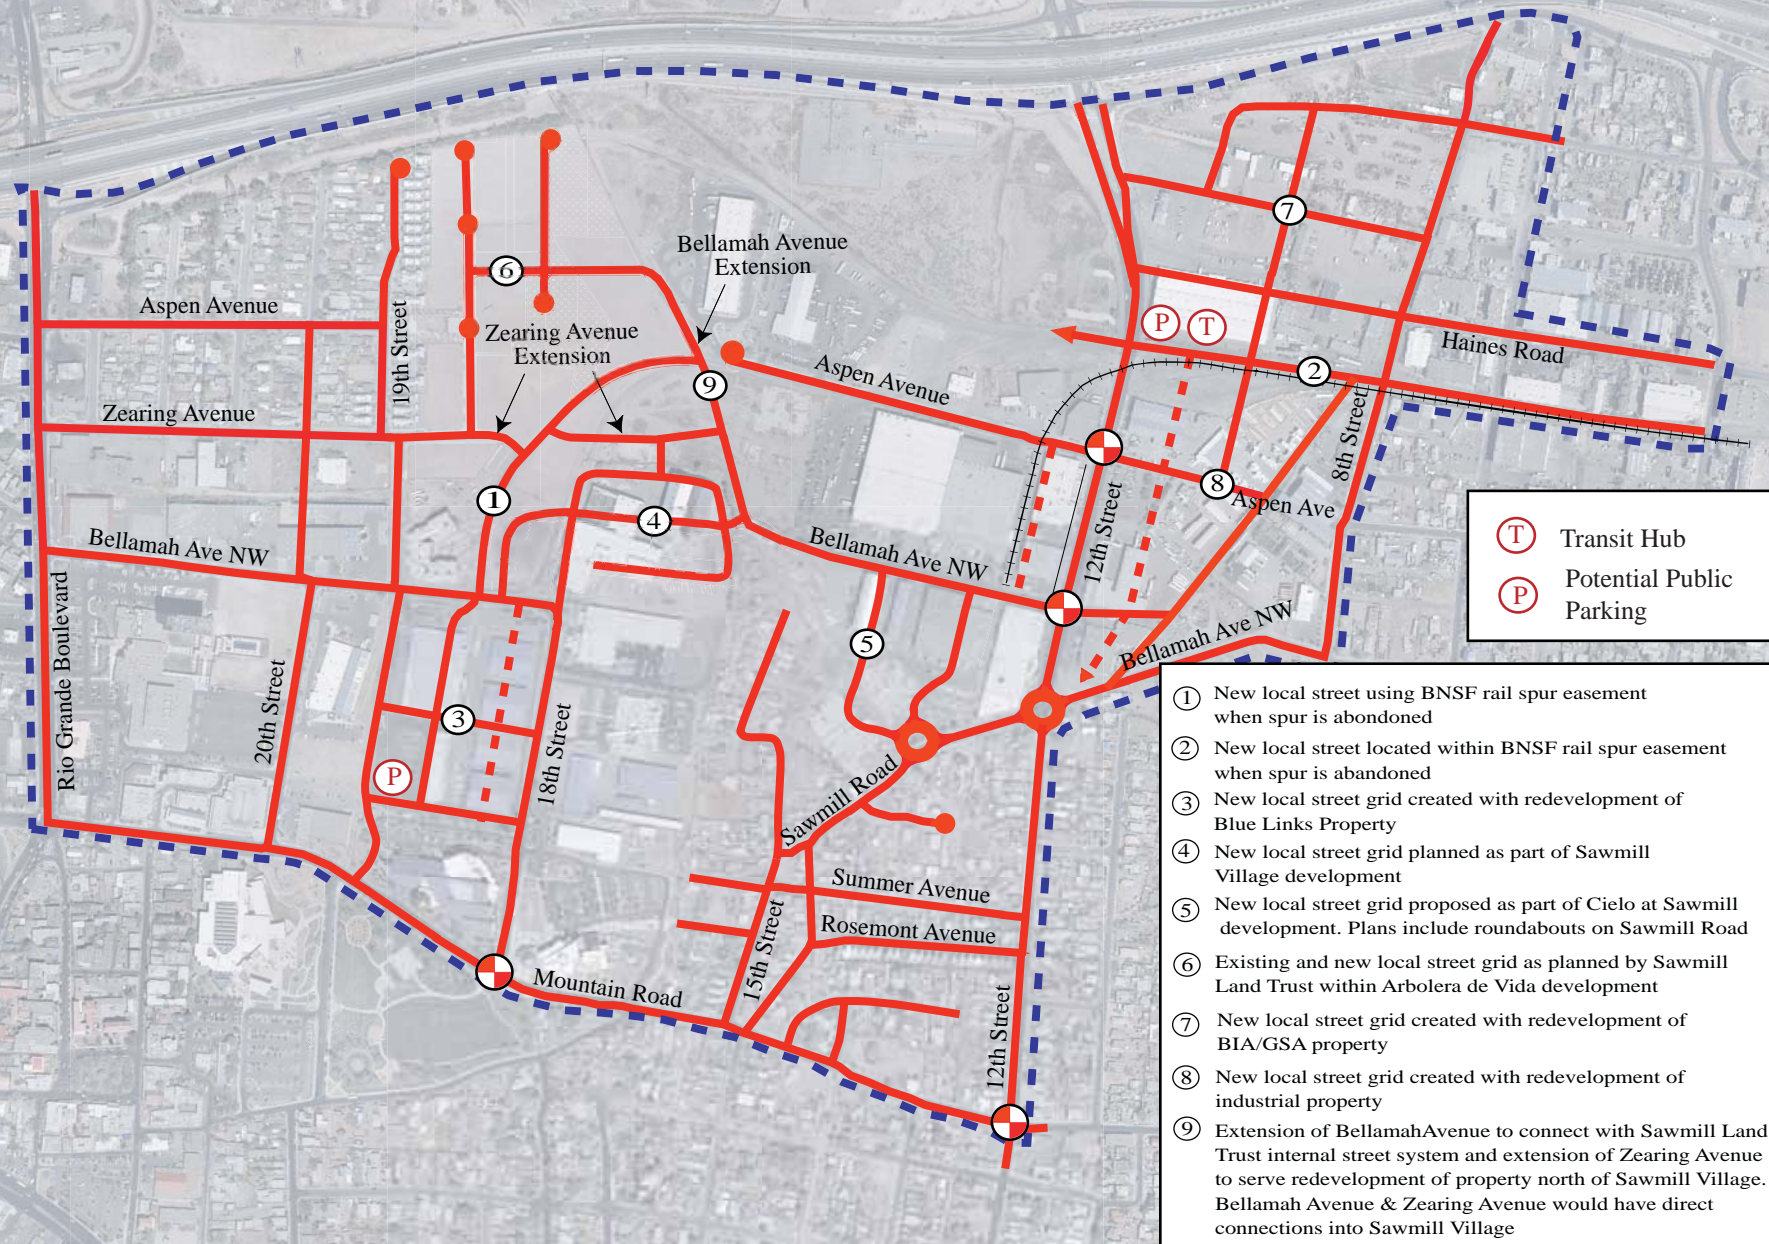 7
Bellamah Avenue
Extension
6
Aspen Avenue
19th Street
Zearing Avenue
Extension
P
T
Haines Road
2
9
Aspen Avenue
Zearing Avenue
8th Street
1
8
Aspen Ave
4
12th Street
Bellamah Ave NW
Bellamah Ave NW
T
Transit Hub
P
Potential Public
Parking
Rio Grande Boulevard
20th Street
5
Bellamah Ave NW
3
18th Street
P
Sawmill Road
Summer Avenue
15th Street
Rosemont Avenue
Mountain Road
12th Street
1 New local street using BNSF rail spur easement
when spur is abondoned
2 New local street located within BNSF rail spur easement
when spur is abandoned
3 New local street grid created with redevelopment of
Blue Links Property
4 New local street grid planned as part of Sawmill
Village development
5 New local street grid proposed as part of Cielo at Sawmill
development. Plans include roundabouts on Sawmill Road
6 Existing and new local street grid as planned by Sawmill
Land Trust within Arbolera de Vida development
7 New local street grid created with redevelopment of
BIA/GSA property
8 New local street grid created with redevelopment of
industrial property
9 Extension of BellamahAvenue to connect with Sawmill Land
Trust internal street system and extension of Zearing Avenue
to serve redevelopment of property north of Sawmill Village.
Bellamah Avenue & Zearing Avenue would have direct
connections into Sawmill Village